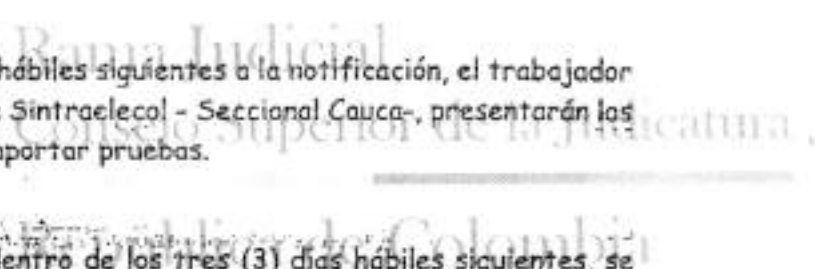 Rama Judicial
hábiles siguientes a la notificación, el trabajador
Sintraelecol - Seccional Cauca-, presentarán los
Consejo Superior de la Judicatura
aportar pruebas.
República de Colombia
dentro de los tres (3) días hábiles siguientes, se